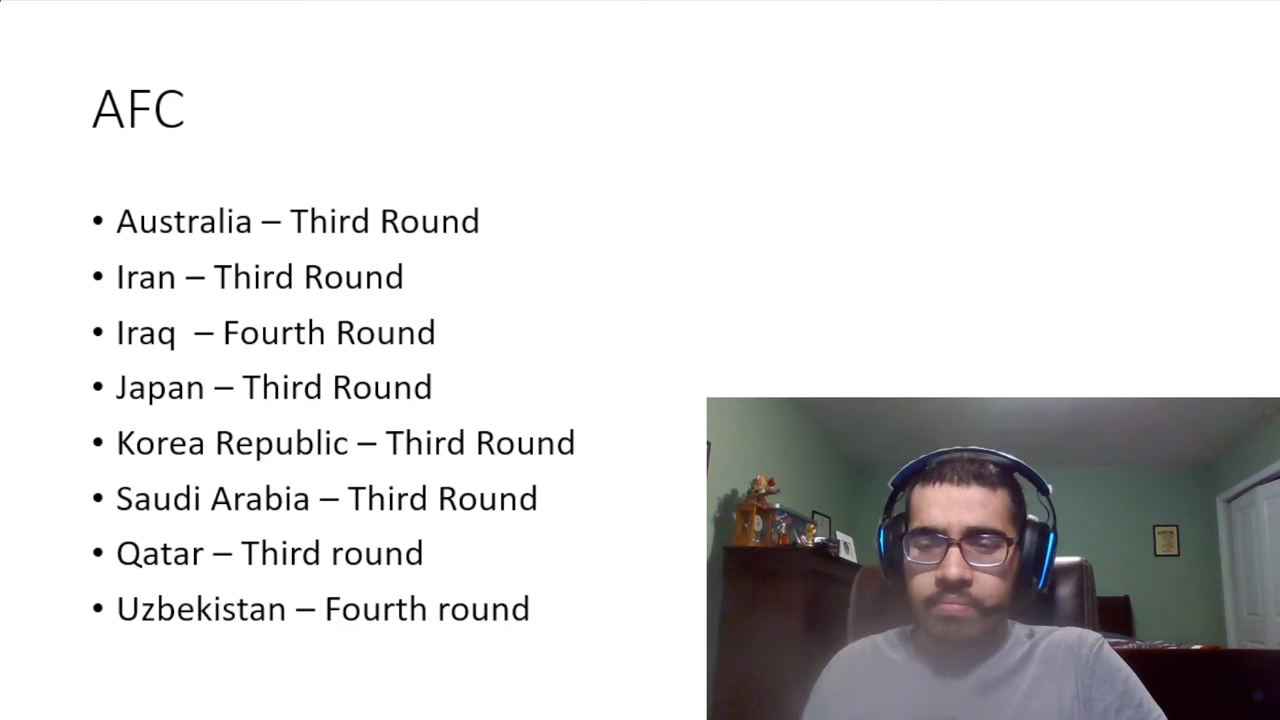 AFC
• Australia – Third Round
• Iran – Third Round
• Iraq  – Fourth Round
• Japan – Third Round
• Korea Republic – Third Round
• Saudi Arabia – Third Round
• Qatar – Third round
• Uzbekistan – Fourth round